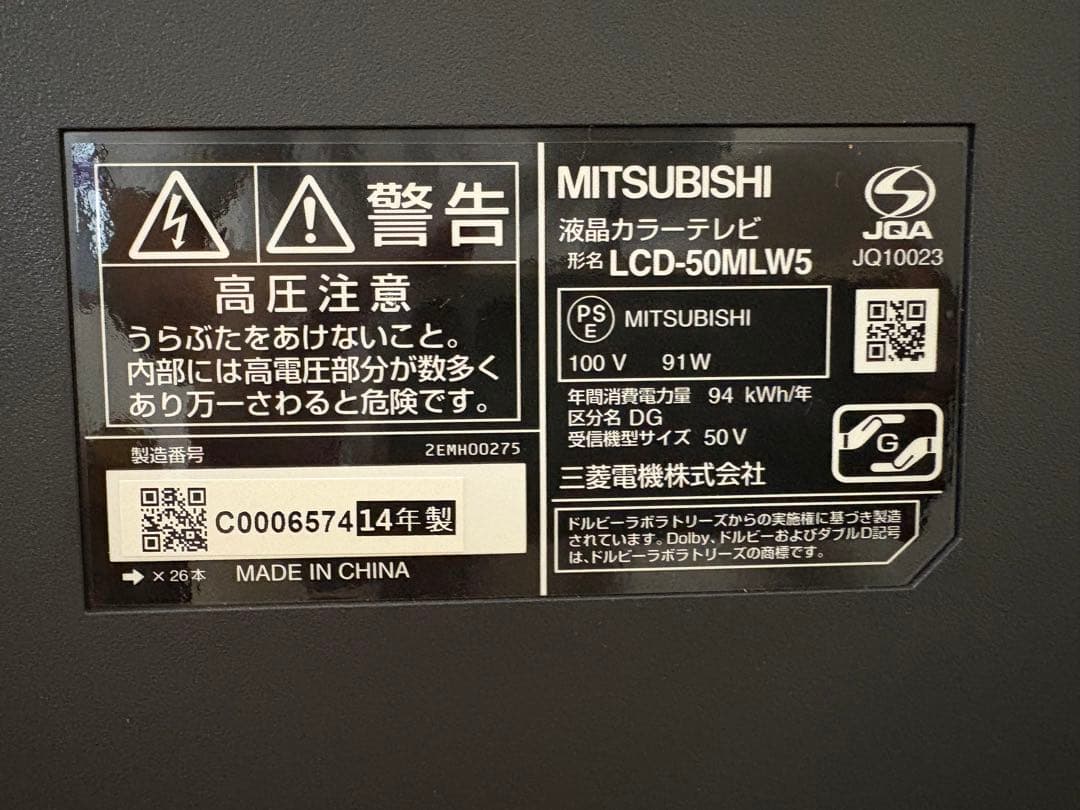 警告
高圧注意
うらぶたをあけないこと。
内部には高電圧部分が数多く
あり万一さわると危険です。
製造番号
2EMH00275
C0006574 14年製
× 26本
MADE IN CHINA
MITSUBISHI
液晶カラーテレビ
形名 LCD-50MLW5
JQA
JQ10023
PS
E
MITSUBISHI
100 V 91W
年間消費電力量 94 kWh/年
区分名 DG
受信機型サイズ 50V
G
三菱電機株式会社
ドルビーラボラトリーズからの実施権に基づき製造
されています。Dolby、ドルビーおよびダブルD記号
は、ドルビーラボラトリーズの商標です。